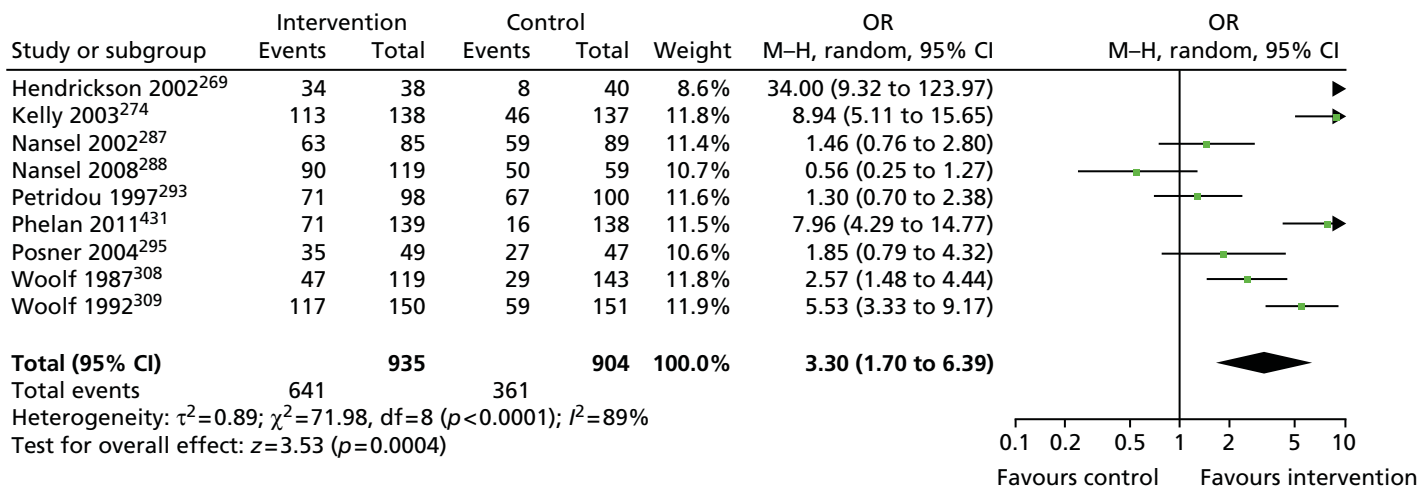 Intervention Control OR OR
Study or subgroup Events Total Events Total Weight M–H, random, 95% CI M–H, random, 95% CI
Hendrickson 2002²⁶⁹ 34 38 8 40 8.6% 34.00 (9.32 to 123.97)
Kelly 2003²⁷⁴ 113 138 46 137 11.8% 8.94 (5.11 to 15.65)
Nansel 2002²⁸⁷ 63 85 59 89 11.4% 1.46 (0.76 to 2.80)
Nansel 2008²⁸⁸ 90 119 50 59 10.7% 0.56 (0.25 to 1.27)
Petridou 1997²⁹³ 71 98 67 100 11.6% 1.30 (0.70 to 2.38)
Phelan 2011⁴³¹ 71 139 16 138 11.5% 7.96 (4.29 to 14.77)
Posner 2004²⁹⁵ 35 49 27 47 10.6% 1.85 (0.79 to 4.32)
Woolf 1987³⁰⁸ 47 119 29 143 11.8% 2.57 (1.48 to 4.44)
Woolf 1992³⁰⁹ 117 150 59 151 11.9% 5.53 (3.33 to 9.17)
Total (95% CI) 935 904 100.0% 3.30 (1.70 to 6.39)
Total events 641 361
Heterogeneity: τ²=0.89; χ²=71.98, df=8 (p<0.0001); I²=89%
Test for overall effect: z=3.53 (p=0.0004)
0.1 0.2 0.5 1 2 5 10
Favours control Favours intervention